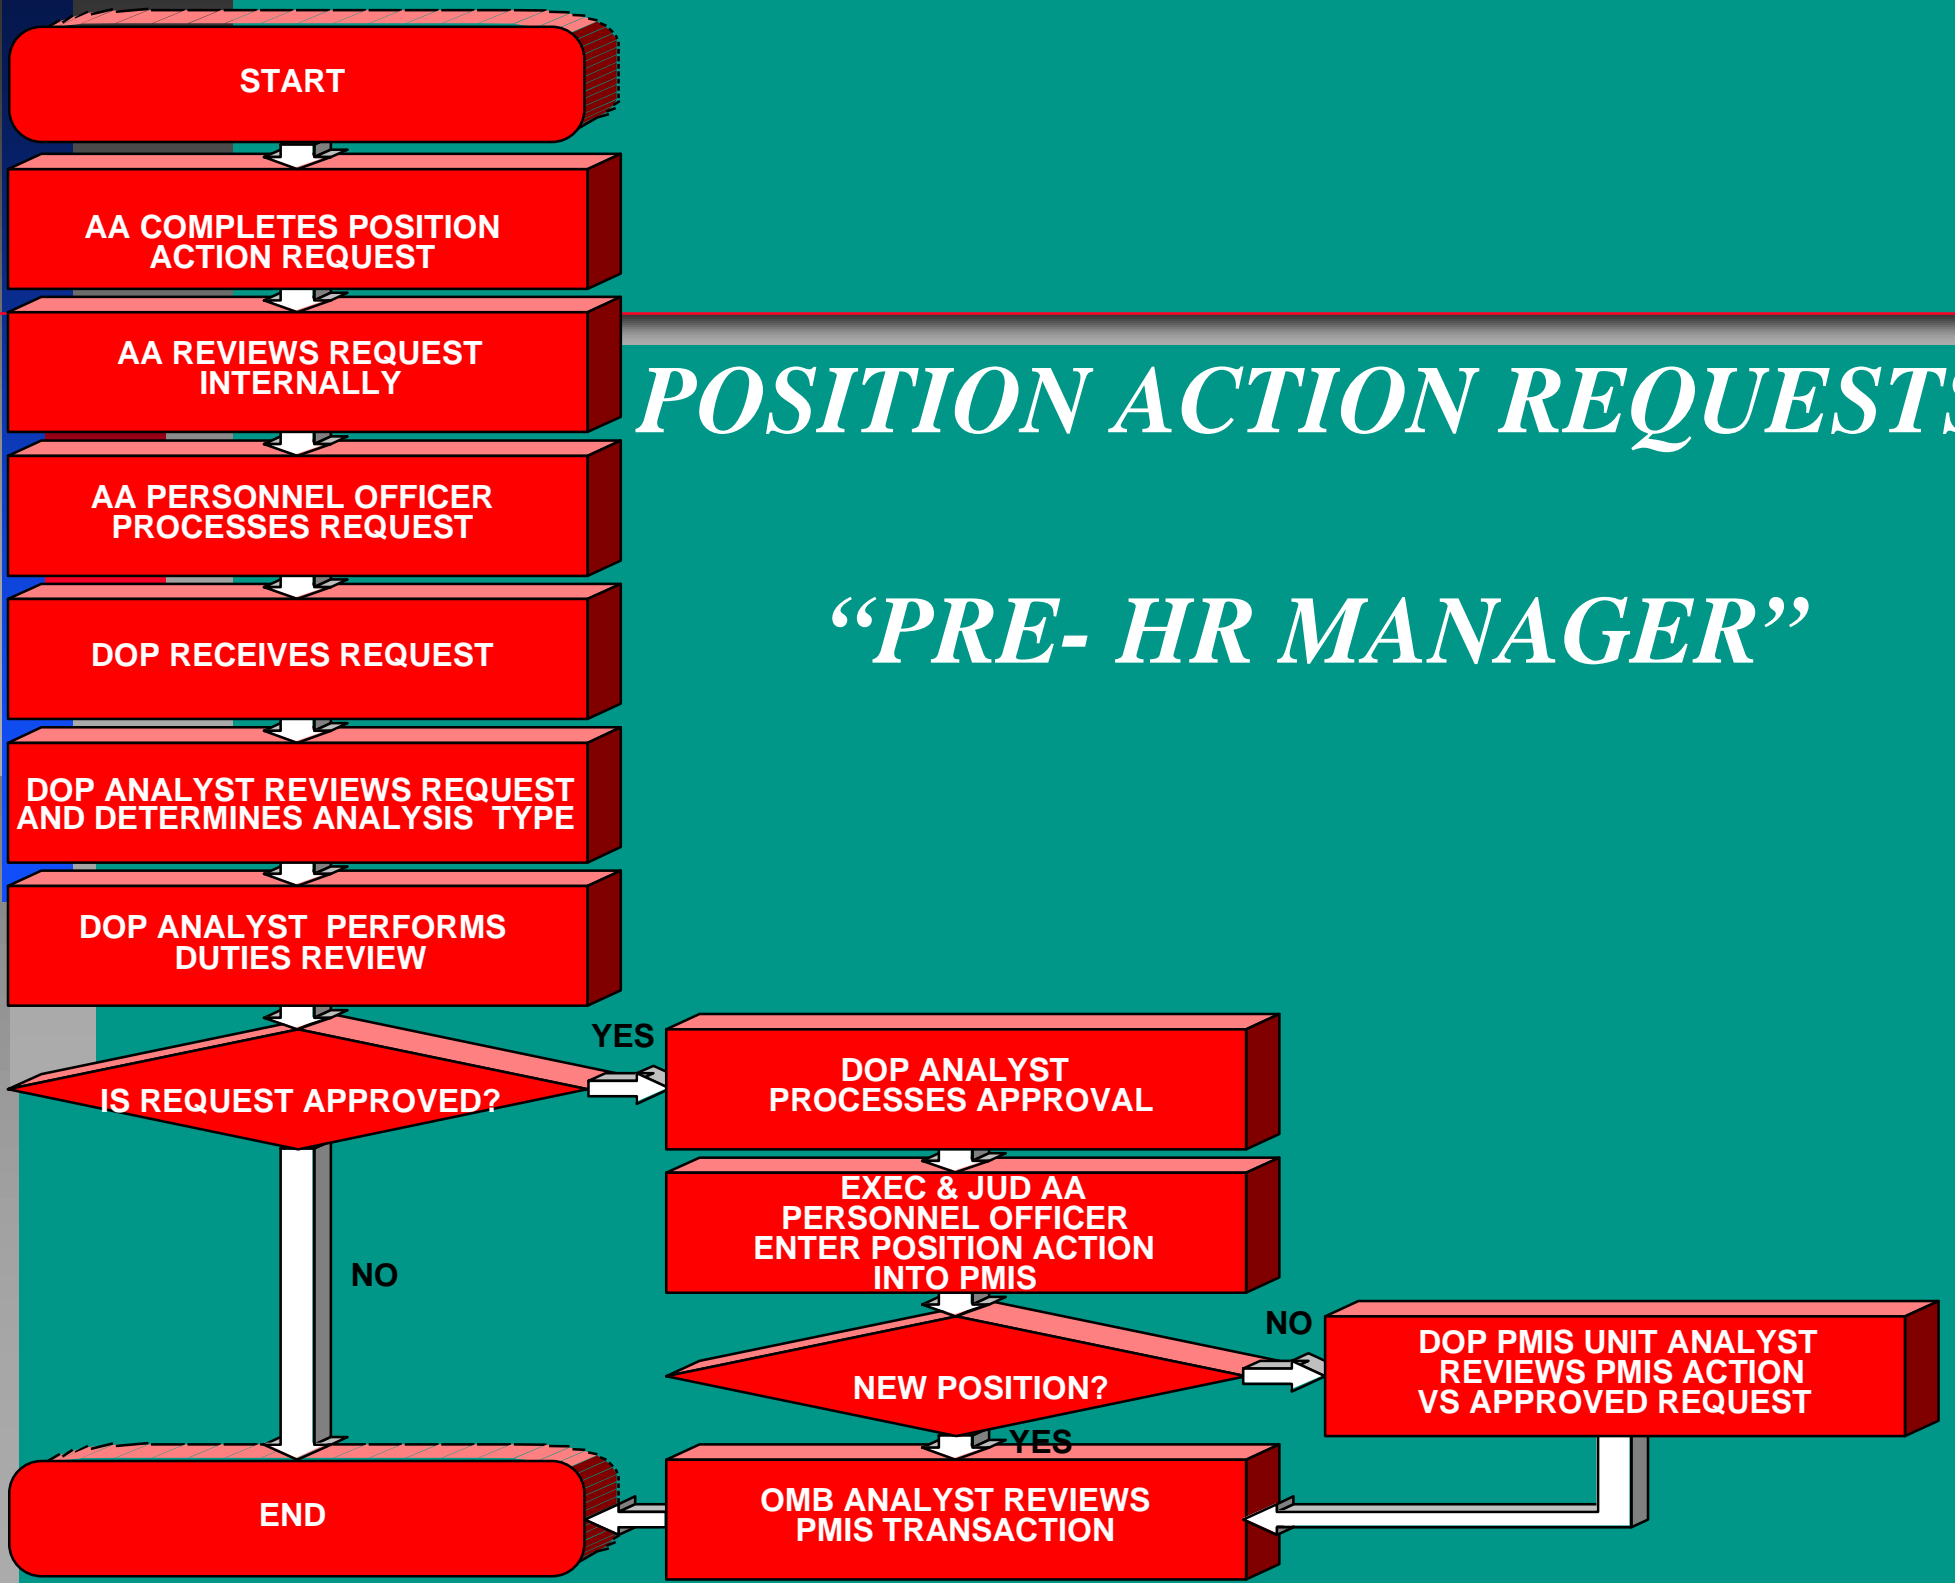 START
AA COMPLETES POSITION
ACTION REQUEST
AA REVIEWS REQUEST
INTERNALLY
AA PERSONNEL OFFICER
PROCESSES REQUEST
DOP RECEIVES REQUEST
DOP ANALYST REVIEWS REQUEST
AND DETERMINES ANALYSIS TYPE
DOP ANALYST PERFORMS
DUTIES REVIEW
IS REQUEST APPROVED?
NO
END
POSITION ACTION REQUESTS
“PRE- HR MANAGER”
YES
DOP ANALYST
PROCESSES APPROVAL
EXEC & JUD AA
PERSONNEL OFFICER
ENTER POSITION ACTION
INTO PMIS
NEW POSITION?
YES
OMB ANALYST REVIEWS
PMIS TRANSACTION
NO
DOP PMIS UNIT ANALYST
REVIEWS PMIS ACTION
VS APPROVED REQUEST